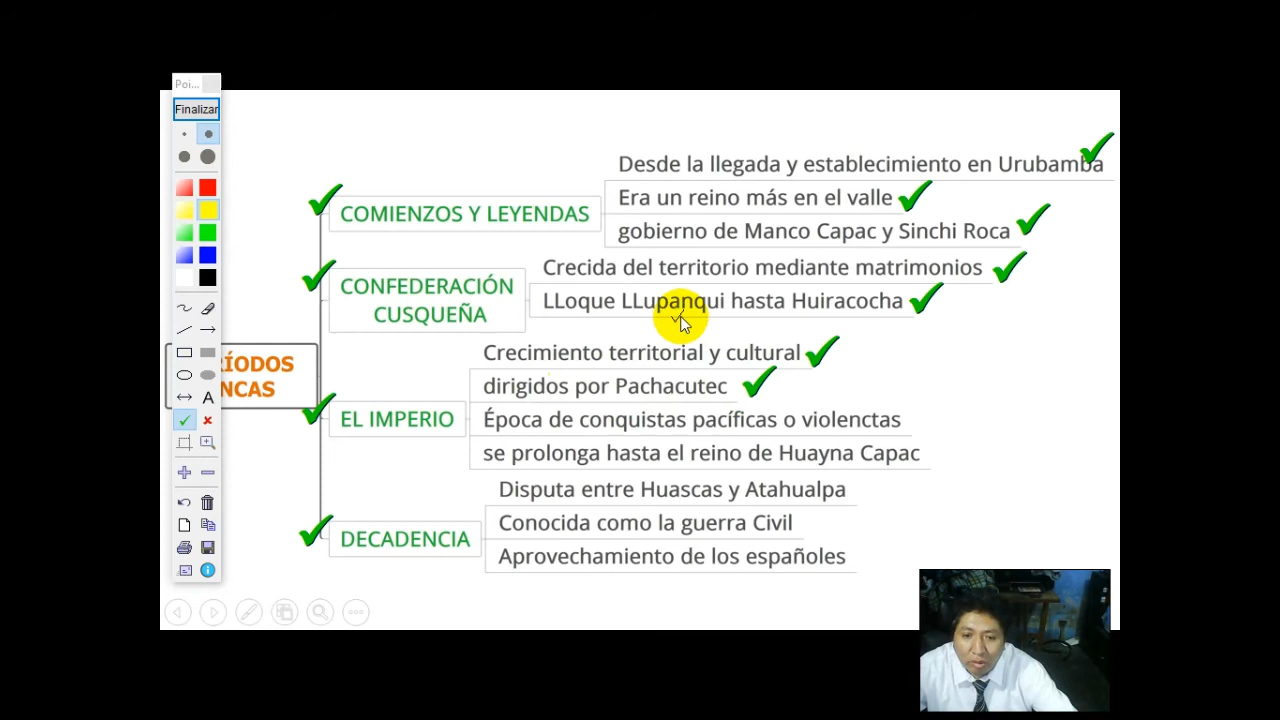 Poi...
Finalizar
Desde la llegada y establecimiento en Urubamba
Era un reino más en el valle
COMIENZOS Y LEYENDAS
gobierno de Manco Capac y Sinchi Roca
Crecida del territorio mediante matrimonios
CONFEDERACIÓN
CUSQUEÑA
LLoque LLupanqui hasta Huiracocha
RÍODOS
NCAS
Crecimiento territorial y cultural
dirigidos por Pachacutec
EL IMPERIO
Época de conquistas pacíficas o violenctas
se prolonga hasta el reino de Huayna Capac
Disputa entre Huascas y Atahualpa
Conocida como la guerra Civil
DECADENCIA
Aprovechamiento de los españoles
A